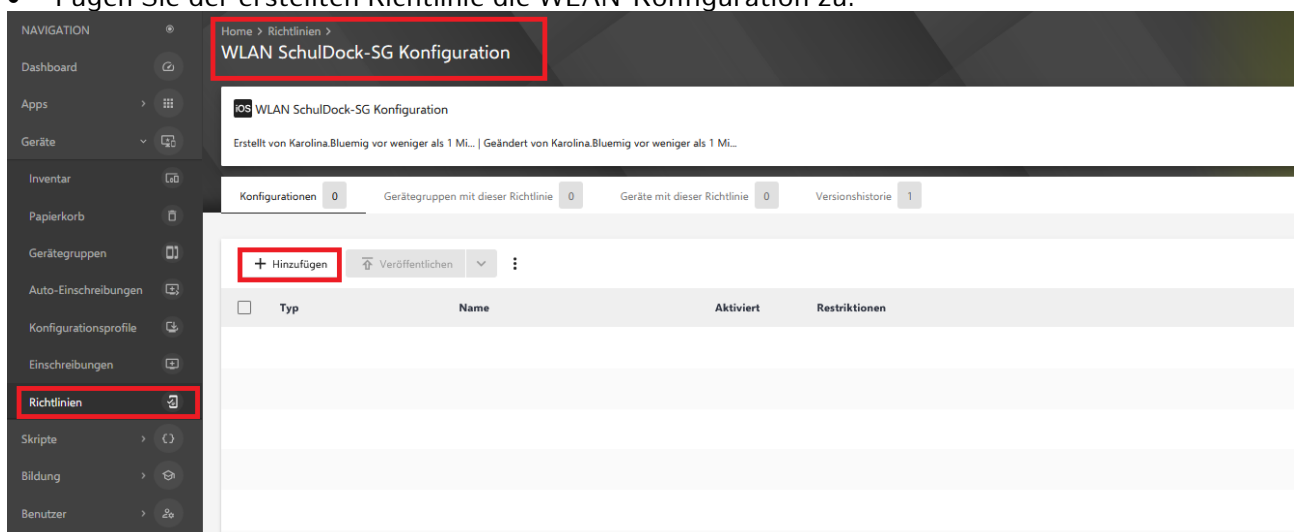 • Fügen Sie der erstellten Richtlinie die WLAN-Konfiguration zu.
NAVIGATION
Dashboard
Apps
Geräte
Inventar
Papierkorb
Gerätegruppen
Auto-Einschreibungen
Konfigurationsprofile
Einschreibungen
Richtlinien
Skripte
Bildung
Benutzer
Home > Richtlinien >
WLAN SchulDock-SG Konfiguration
iOS WLAN SchulDock-SG Konfiguration
Erstellt von Karolina.Bluemig vor weniger als 1 Mi... | Geändert von Karolina.Bluemig vor weniger als 1 Mi...
Konfigurationen 0 Gerätegruppen mit dieser Richtlinie 0 Geräte mit dieser Richtlinie 0 Versionshistorie 1
+ Hinzufügen Veröffentlichen
Typ Name Aktiviert Restriktionen